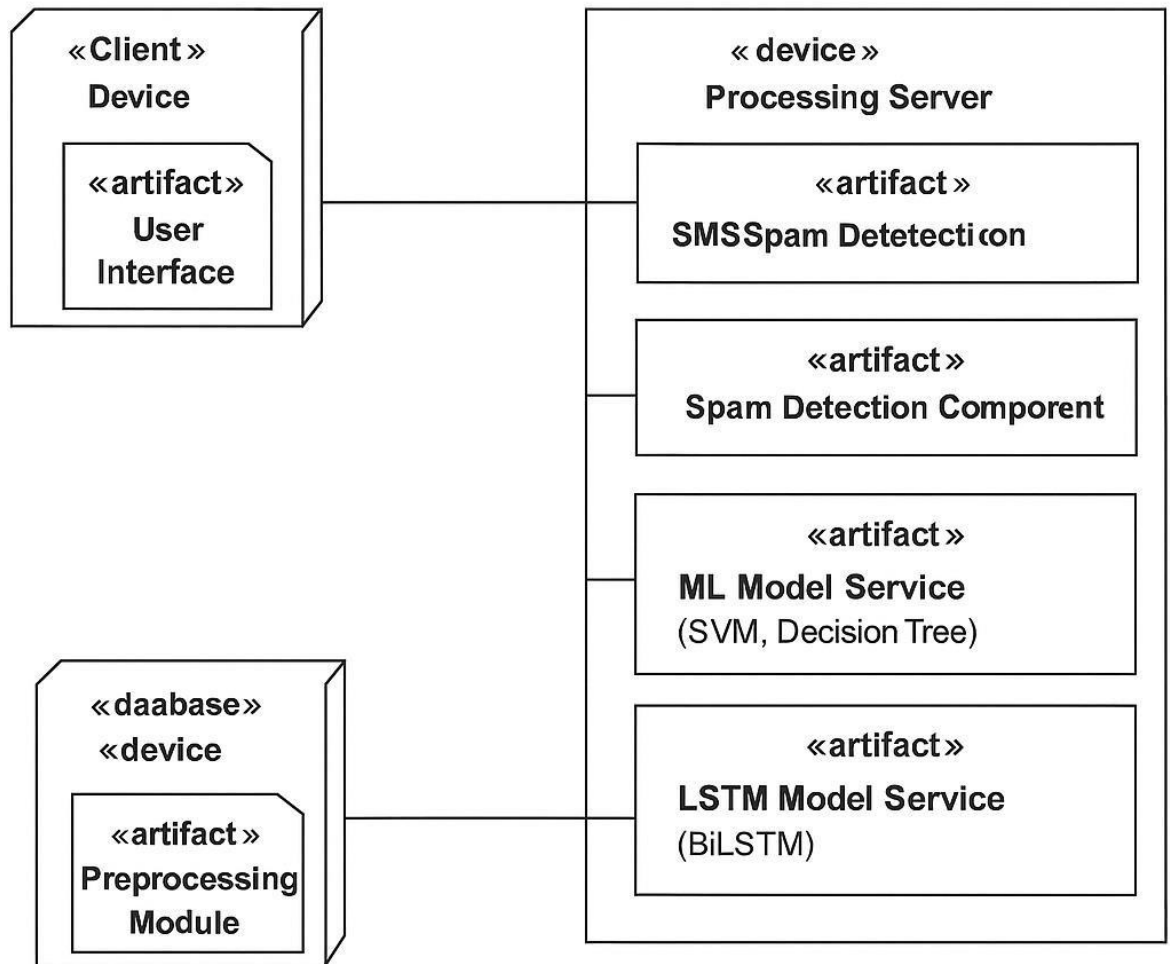 «Client»
Device
«artifact»
User
Interface
«device»
Processing Server
«artifact»
SMSSpam Detetecticon
«artifact»
Spam Detection Comporent
«artifact»
ML Model Service
(SVM, Decision Tree)
«daabase»
«device
«artifact»
Preprocessing
Module
«artifact»
LSTM Model Service
(BiLSTM)